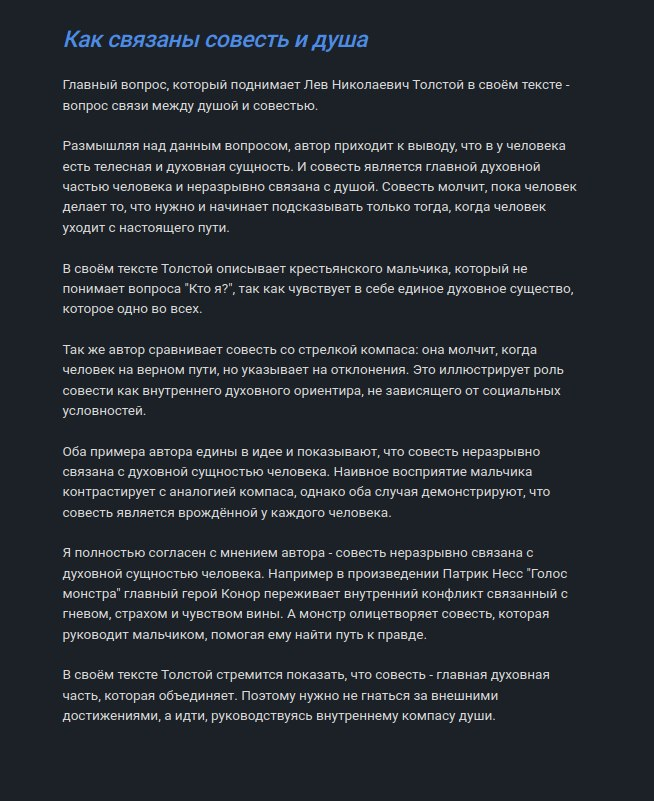 Как связаны совесть и душа
Главный вопрос, который поднимает Лев Николаевич Толстой в своём тексте -
вопрос связи между душой и совестью.
Размышляя над данным вопросом, автор приходит к выводу, что в у человека
есть телесная и духовная сущность. И совесть является главной духовной
частью человека и неразрывно связана с душой. Совесть молчит, пока человек
делает то, что нужно и начинает подсказывать только тогда, когда человек
уходит с настоящего пути.
В своём тексте Толстой описывает крестьянского мальчика, который не
понимает вопроса "Кто я?", так как чувствует в себе единое духовное существо,
которое одно во всех.
Так же автор сравнивает совесть со стрелкой компаса: она молчит, когда
человек на верном пути, но указывает на отклонения. Это иллюстрирует роль
совести как внутреннего духовного ориентира, не зависящего от социальных
условностей.
Оба примера автора едины в идее и показывают, что совесть неразрывно
связана с духовной сущностью человека. Наивное восприятие мальчика
контрастирует с аналогией компаса, однако оба случая демонстрируют, что
совесть является врождённой у каждого человека.
Я полностью согласен с мнением автора - совесть неразрывно связана с
духовной сущностью человека. Например в произведении Патрик Несс "Голос
монстра" главный герой Конор переживает внутренний конфликт связанный с
гневом, страхом и чувством вины. А монстр олицетворяет совесть, которая
руководит мальчиком, помогая ему найти путь к правде.
В своём тексте Толстой стремится показать, что совесть - главная духовная
часть, которая объединяет. Поэтому нужно не гнаться за внешними
достижениями, а идти, руководствуясь внутреннему компасу души.